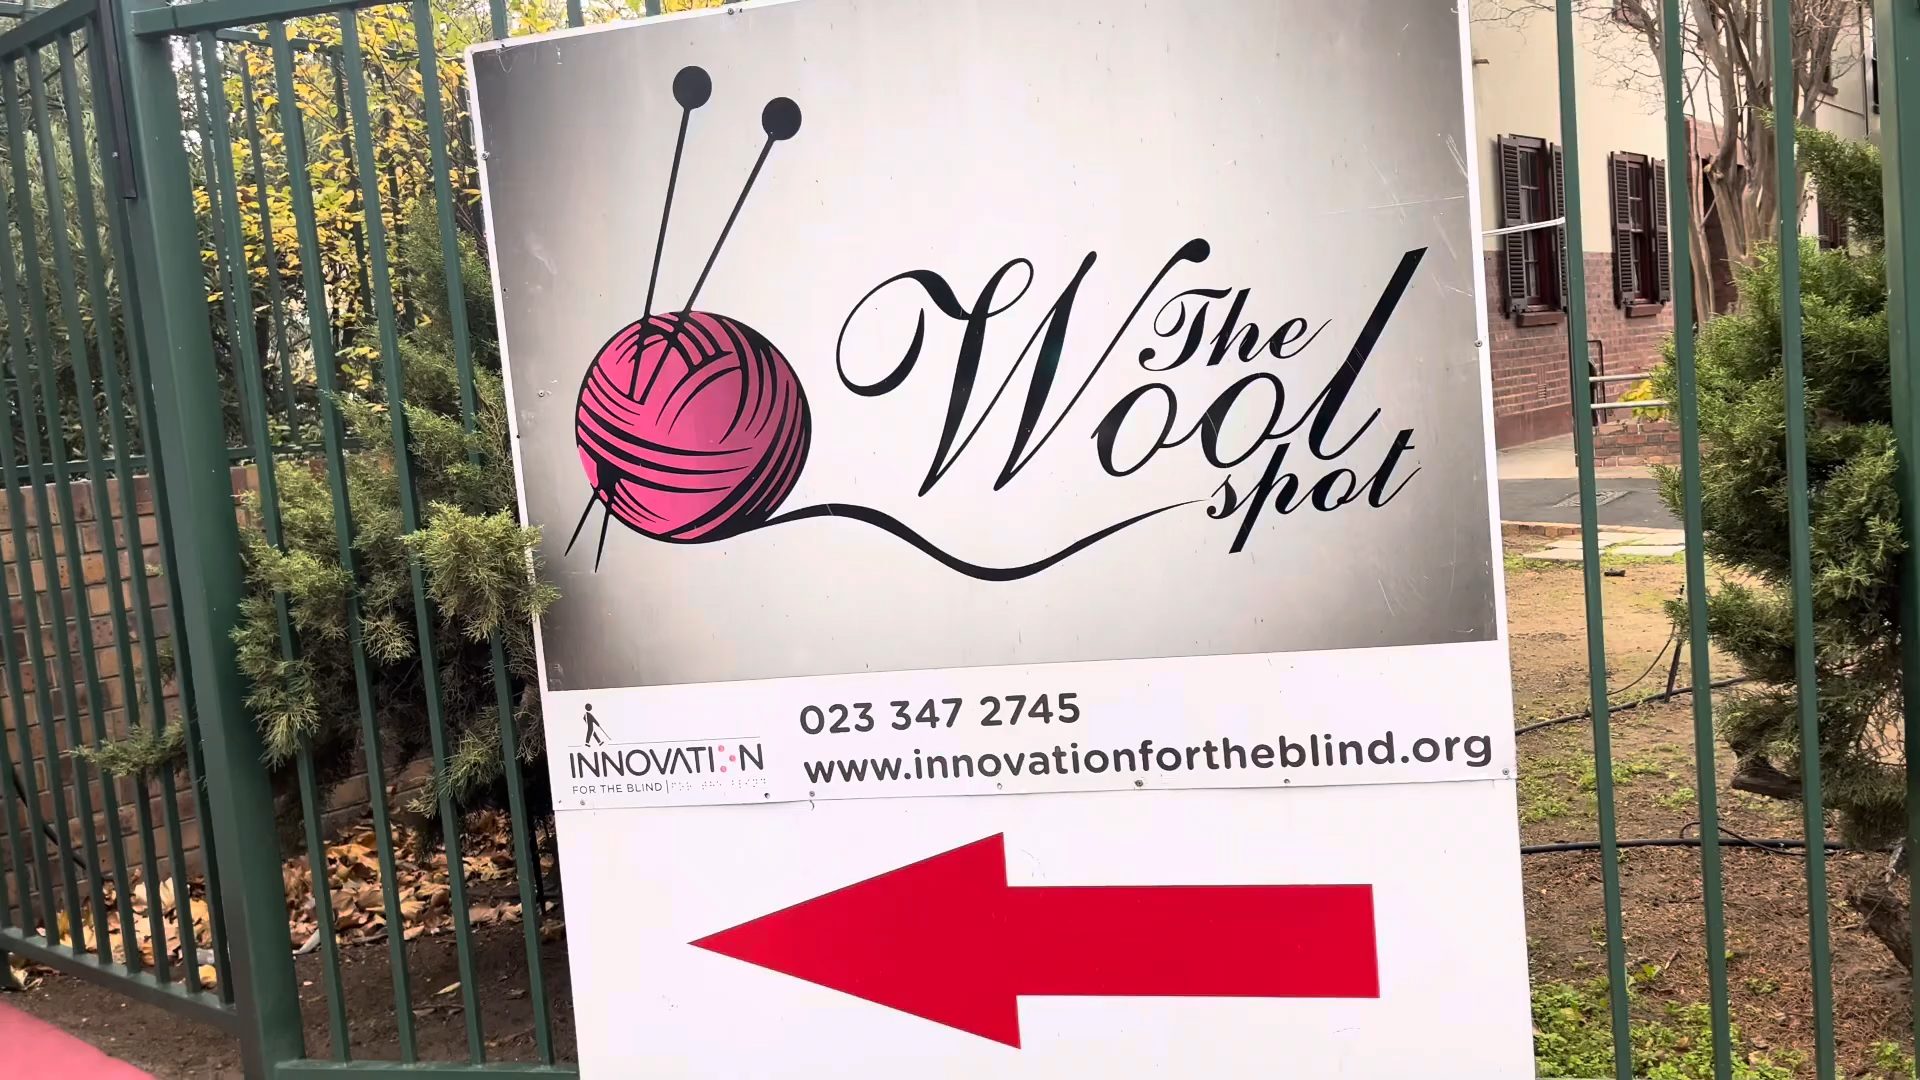 The
Wool
spot
023 347 2745
www.innovationfortheblind.org
INNOVATION
FOR THE BLIND